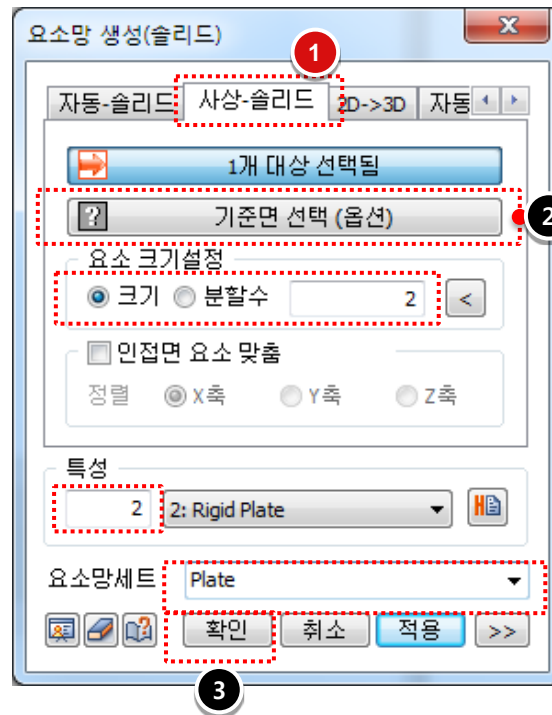 요소망 생성(솔리드)
1
자동-솔리드 사상-솔리드 2D->3D 자동
1개 대상 선택됨
? 기준면 선택 (옵션)
2
요소 크기설정
크기 분할수 2 <
인접면 요소 맞춤
정렬 X축 Y축 Z축
특성
2 2: Rigid Plate H
요소망세트 Plate
확인 취소 적용 >>
3